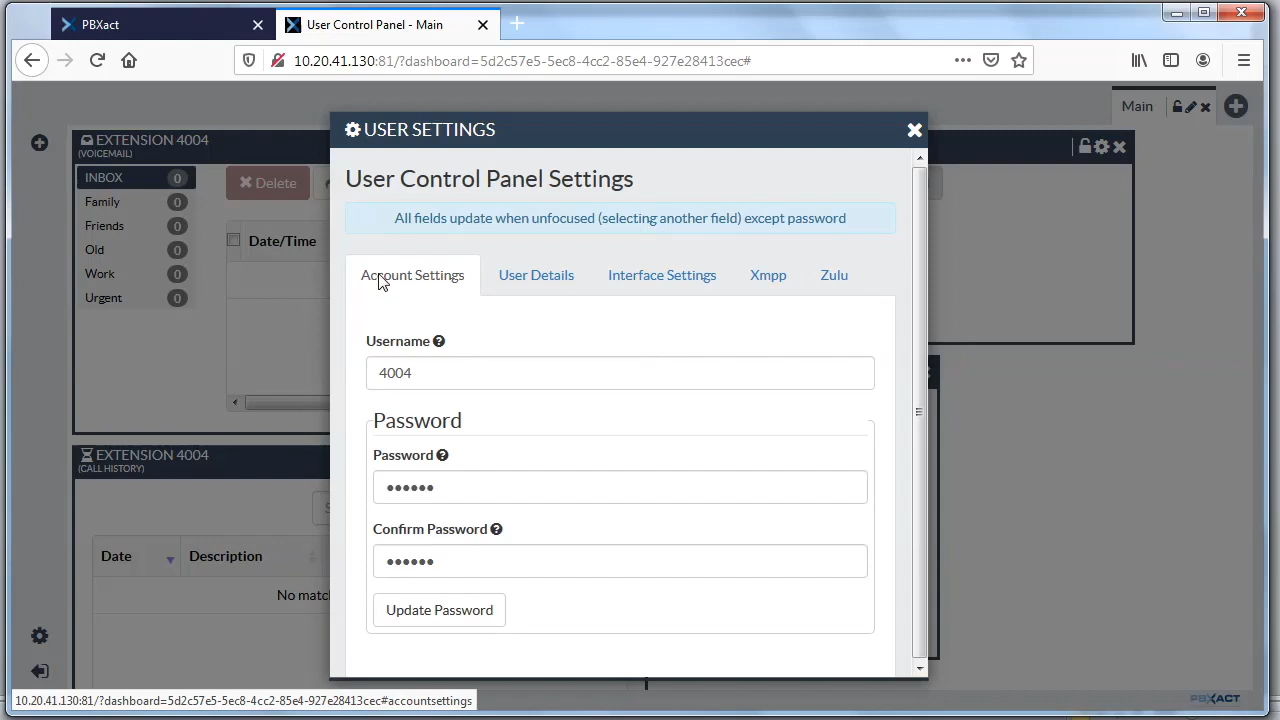 PBXact
User Control Panel - Main
10.20.41.130:81/?dashboard=5d2c57e5-5ec8-4cc2-85e4-927e28413cec#
Main
EXTENSION 4004
(VOICEMAIL)
INBOX 0
Family 0
Friends 0
Old 0
Work 0
Urgent 0
Delete
Date/Time
EXTENSION 4004
(CALL HISTORY)
Date
Description
No matc
USER SETTINGS
User Control Panel Settings
All fields update when unfocused (selecting another field) except password
Account Settings
User Details
Interface Settings
Xmpp
Zulu
Username
4004
Password
Password
••••••
Confirm Password
••••••
Update Password
10.20.41.130:81/?dashboard=5d2c57e5-5ec8-4cc2-85e4-927e28413cec#accountsettings
PBXACT